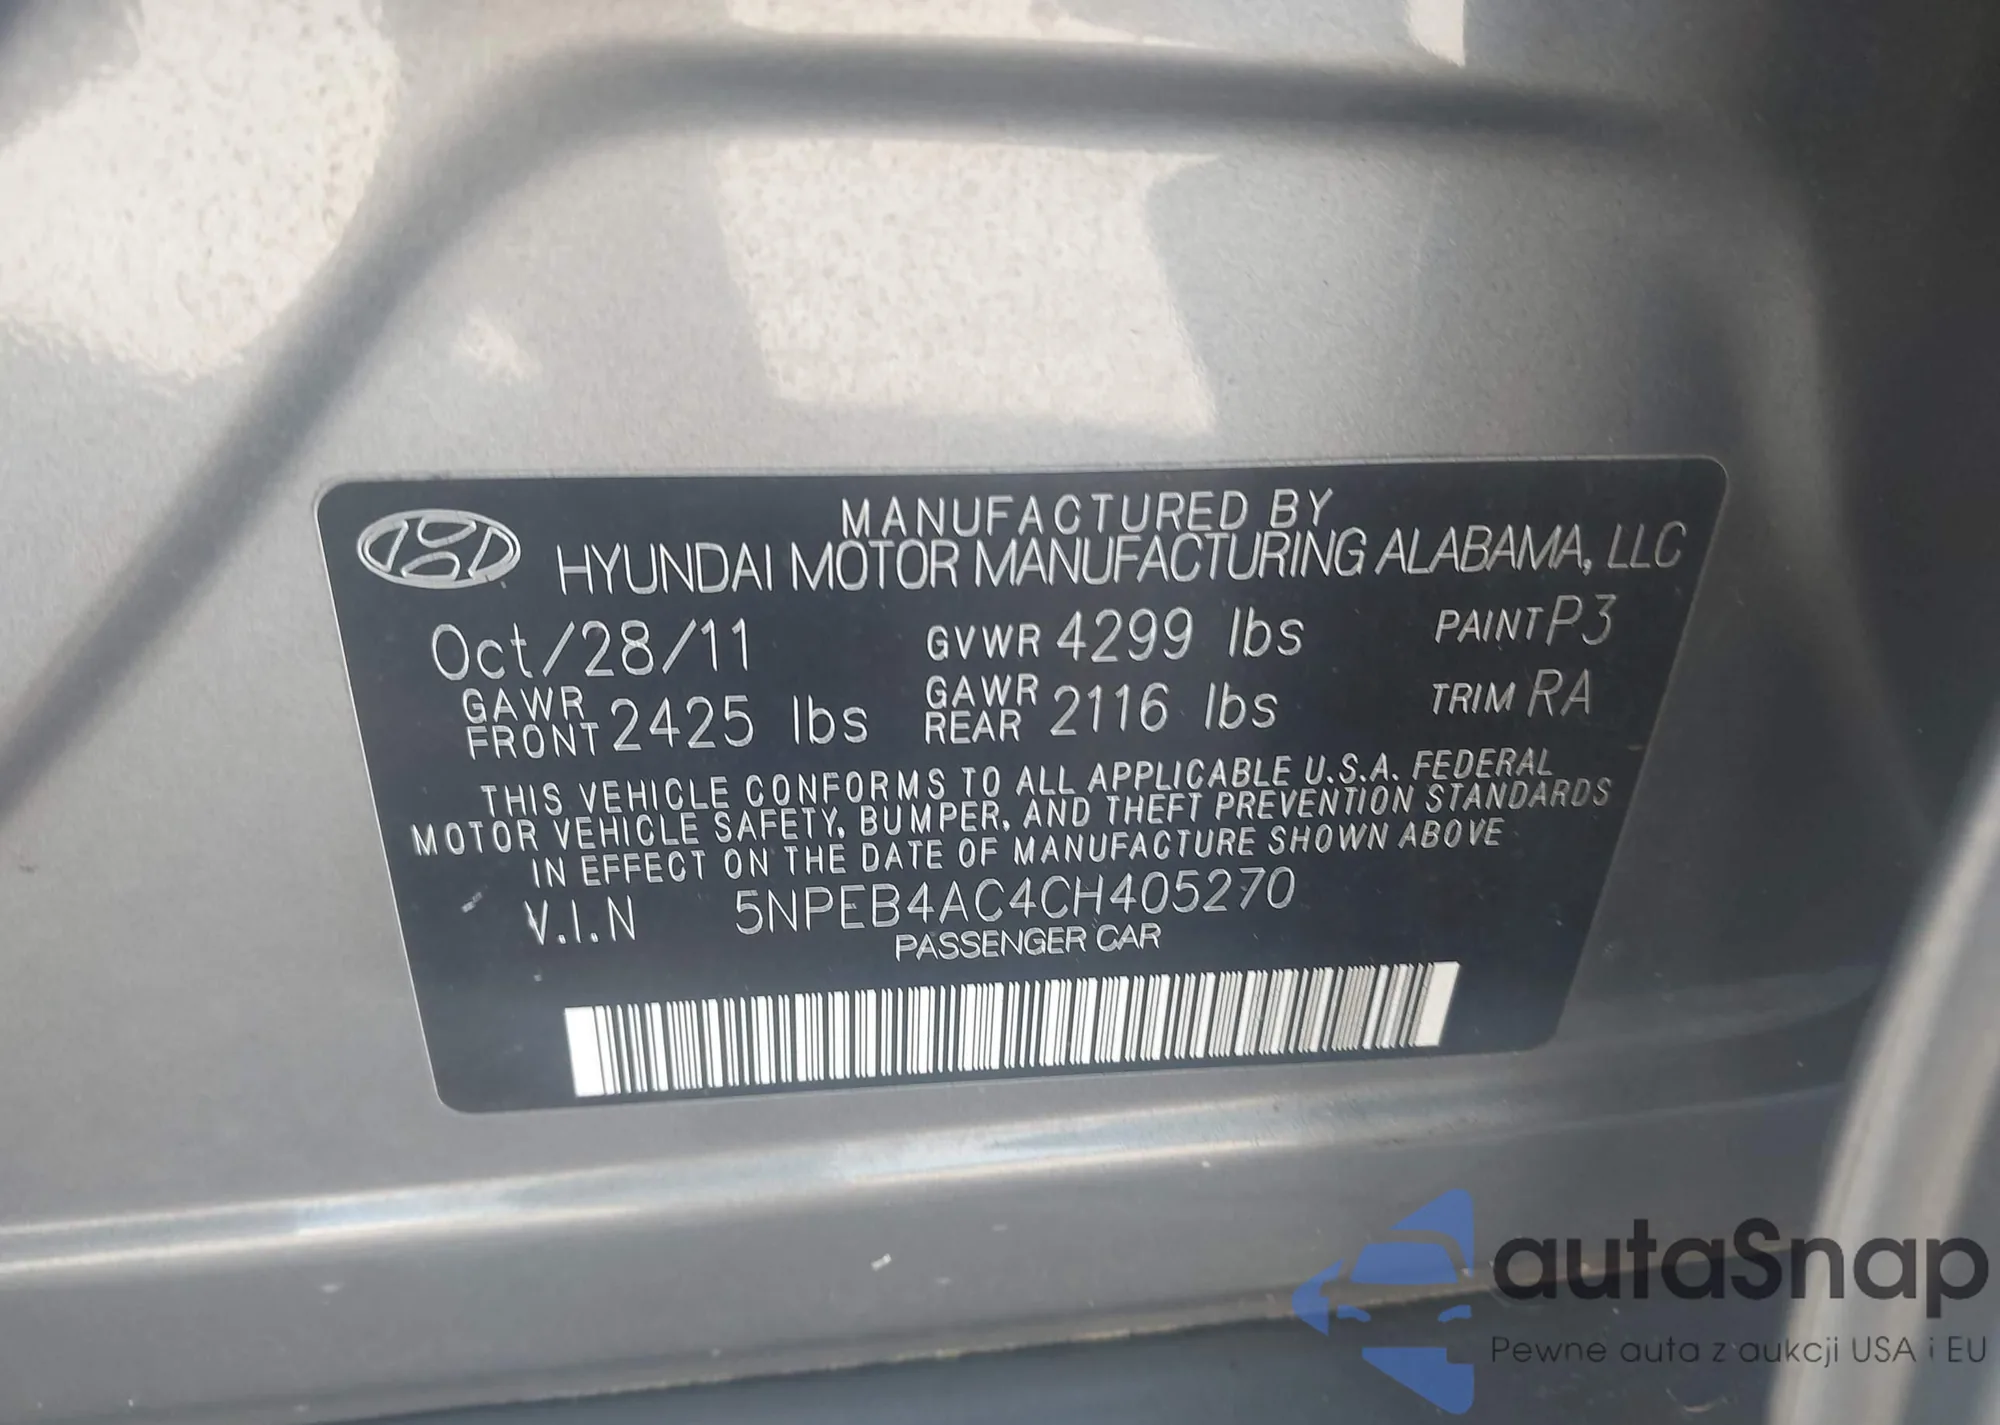 MANUFACTURED BY
HYUNDAI MOTOR MANUFACTURING ALABAMA, LLC
Oct/28/11 GVWR 4299 lbs PAINT P3
GAWR FRONT 2425 lbs GAWR REAR 2116 lbs TRIM RA
THIS VEHICLE CONFORMS TO ALL APPLICABLE U.S.A. FEDERAL
MOTOR VEHICLE SAFETY, BUMPER, AND THEFT PREVENTION STANDARDS
IN EFFECT ON THE DATE OF MANUFACTURE SHOWN ABOVE
V.I.N 5NPEB4AC4CH405270
PASSENGER CAR
autaSnap
Pewne auta z aukcji USA i EU